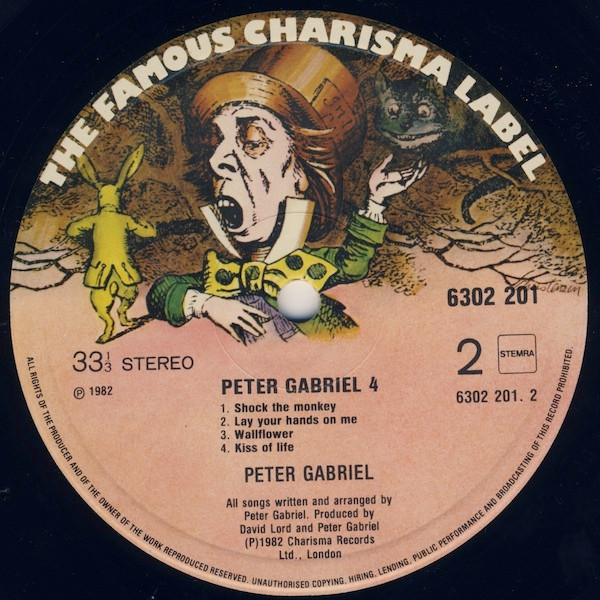 THE FAMOUS CHARISMA LABEL
6302 201
33 1/3 STEREO
2
STEMRA
Ⓟ 1982
6302 201. 2
PETER GABRIEL 4
1. Shock the monkey
2. Lay your hands on me
3. Wallflower
4. Kiss of life
PETER GABRIEL
All songs written and arranged by
Peter Gabriel. Produced by
David Lord and Peter Gabriel
(P)1982 Charisma Records
Ltd., London
ALL RIGHTS OF THE PRODUCER AND OF THE OWNER OF THE WORK REPRODUCED RESERVED. UNAUTHORISED COPYING, HIRING, LENDING, PUBLIC PERFORMANCE AND BROADCASTING OF THIS RECORD PROHIBITED.